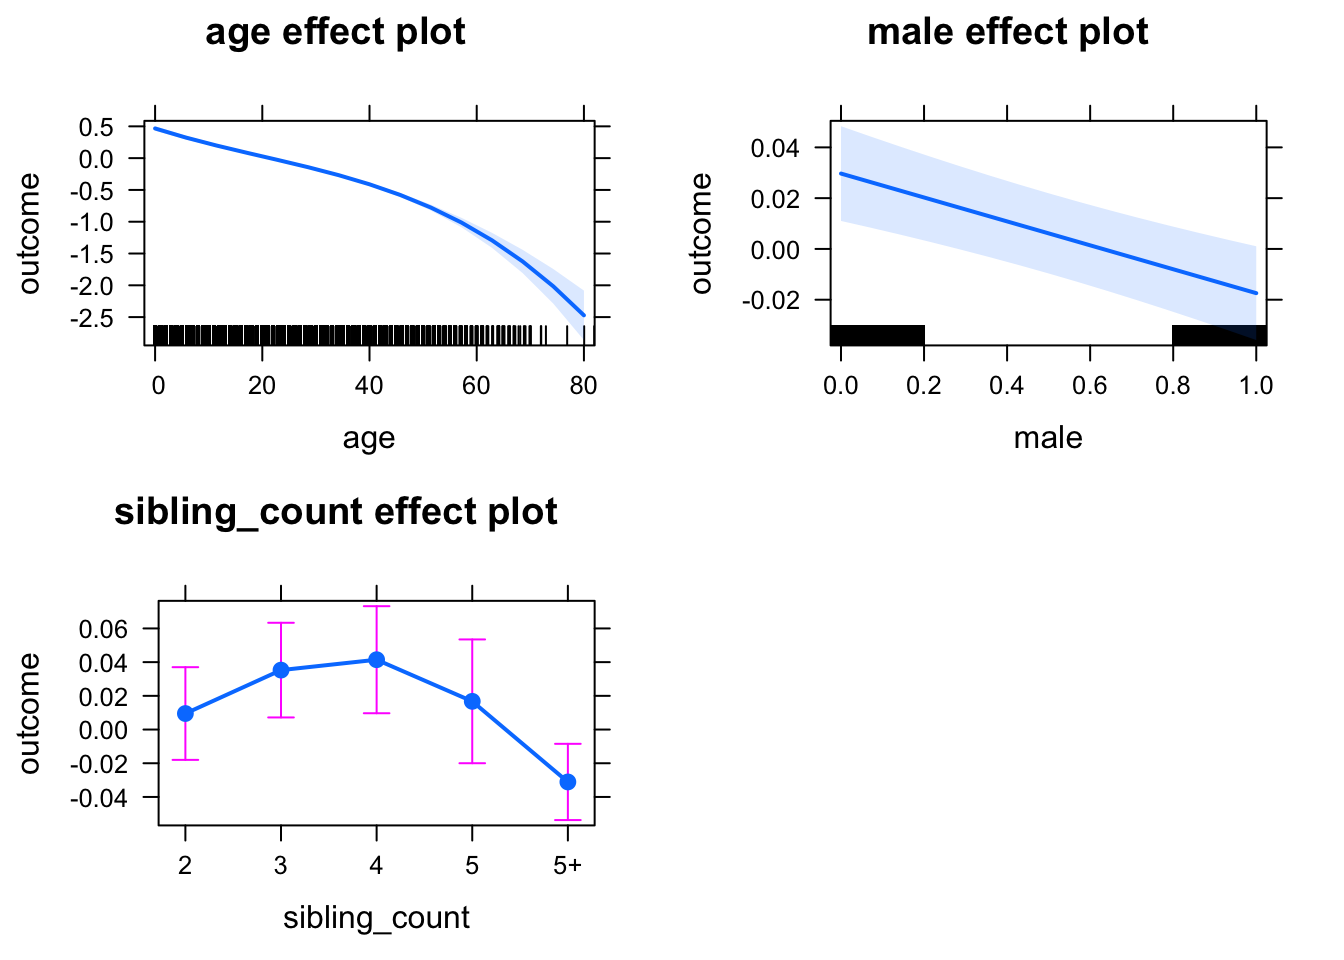 age effect plot
outcome
0.5
0.0
-0.5
-1.0
-1.5
-2.0
-2.5
0 20 40 60 80
age
male effect plot
outcome
0.04
0.02
0.00
-0.02
0.0 0.2 0.4 0.6 0.8 1.0
male
sibling_count effect plot
outcome
0.06
0.04
0.02
0.00
-0.02
-0.04
2 3 4 5 5+
sibling_count